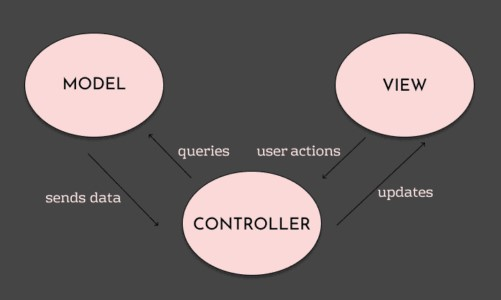 MODEL
VIEW
queries
user actions
sends data
updates
CONTROLLER